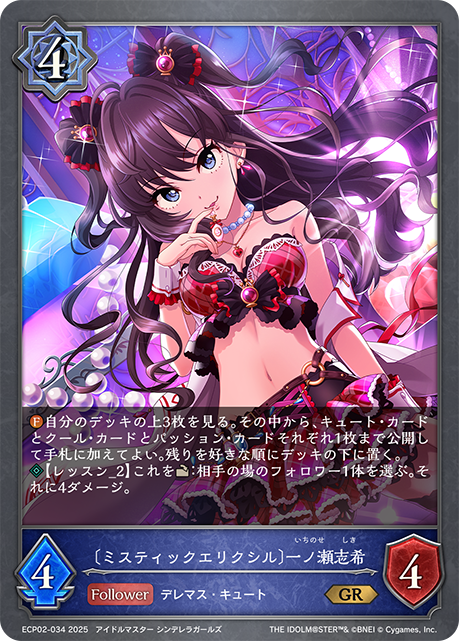 4
Ⓕ自分のデッキの上3枚を見る。その中から、キュート・カード
とクール・カードとパッション・カードそれぞれ1枚まで公開し
て手札に加えてよい。残りを好きな順にデッキの下に置く。
【レッスン_2】これを:相手の場のフォロワー1体を選ぶ。そ
れに4ダメージ。
いちのせ しき
〔ミスティックエリクシル〕一ノ瀬志希
4
Follower デレマス・キュート GR
4
ECP02-034 2025 アイドルマスター シンデレラガールズ THE IDOLM@STER™& ©BNEI © Cygames, Inc.